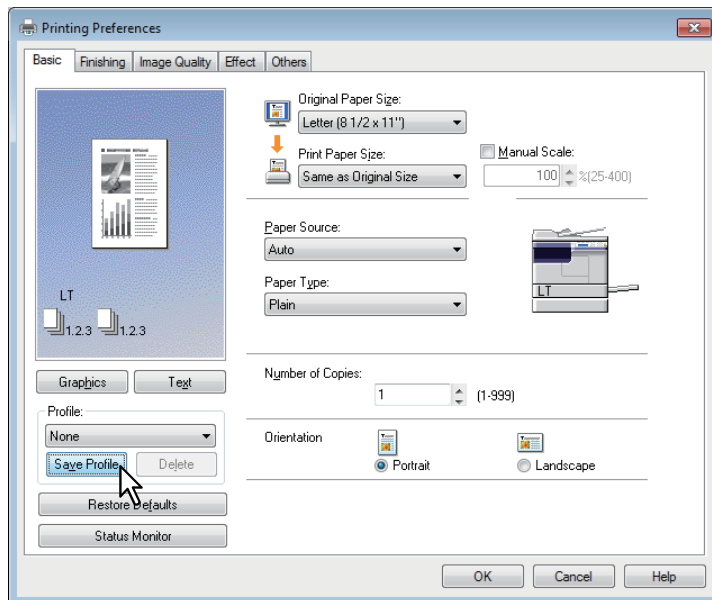 Printing Preferences
Basic Finishing Image Quality Effect Others
LT
1.2.3 1.2.3
Graphics Text
Profile:
None
Save Profile Delete
Restore Defaults
Status Monitor
Original Paper Size:
Letter (8 1/2 x 11")
Print Paper Size:
Same as Original Size
Manual Scale:
100 %(25-400)
Paper Source:
Auto
Paper Type:
Plain
LT
Number of Copies:
1 (1-999)
Orientation
Portrait Landscape
OK Cancel Help